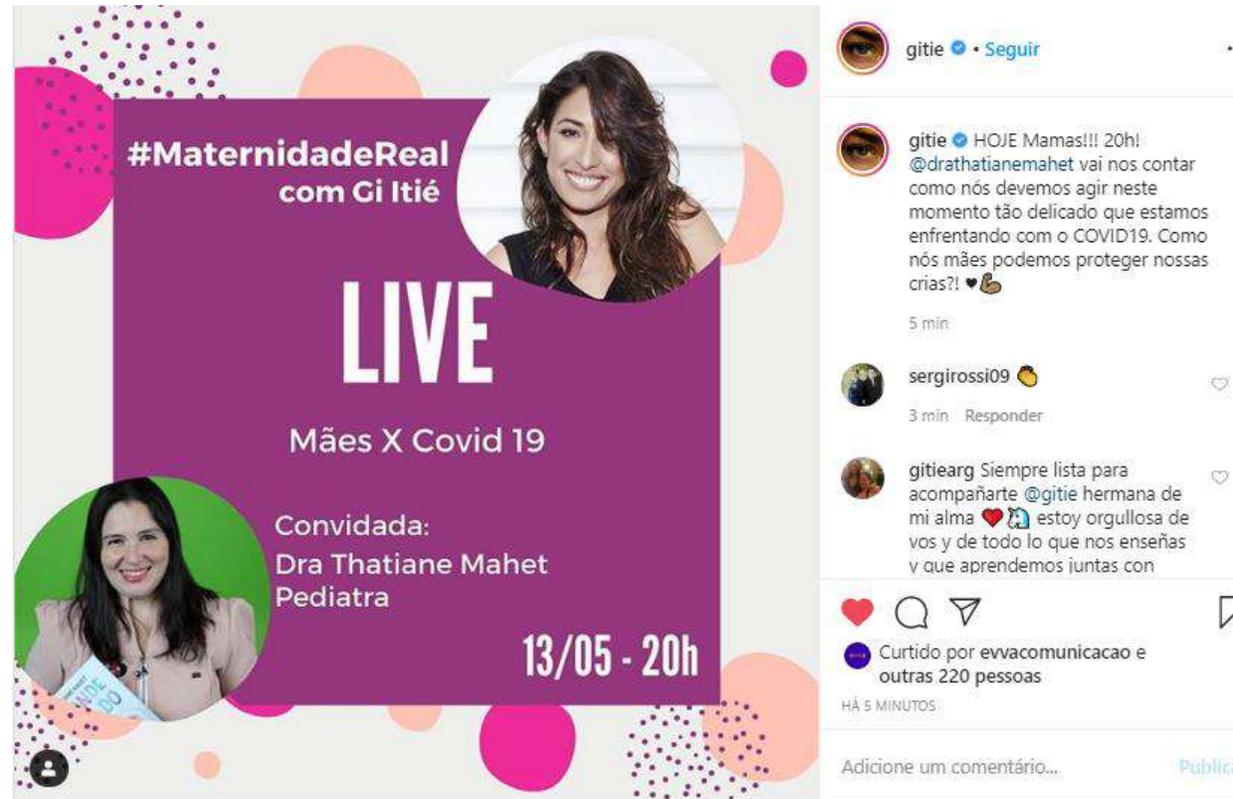 #MaternidadeReal
com Gi Itié
LIVE
Mães X Covid 19
Convidada:
Dra Thatiane Mahet
Pediatra
13/05 - 20h
gitie • Seguir
gitie HOJE Mamas!!! 20h!
@drathatianemahet vai nos contar
como nós devemos agir neste
momento tão delicado que estamos
enfrentando com o COVID19. Como
nós mães podemos proteger nossas
crias?! 🖤💪🏽
5 min
sergirossi09 👏
3 min Responder
gitiearg Siempre lista para
acompañarte @gitie hermana de
mi alma ❤️🐴 estoy orgullosa de
vos y de todo lo que nos enseñas
y que aprendemos juntas con
Curtido por evvacomunicacao e
outras 220 pessoas
HÁ 5 MINUTOS
Adicione um comentário...